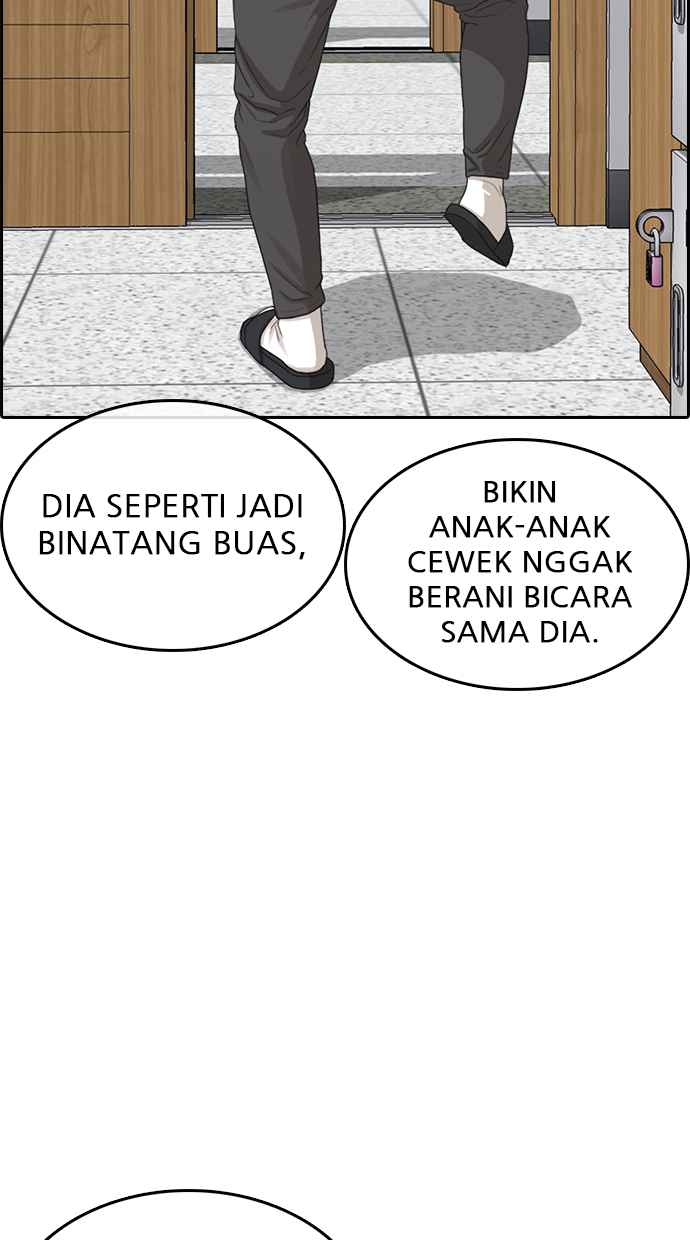 DIA SEPERTI JADI
BINATANG BUAS,
BIKIN
ANAK-ANAK
CEWEK NGGAK
BERANI BICARA
SAMA DIA.